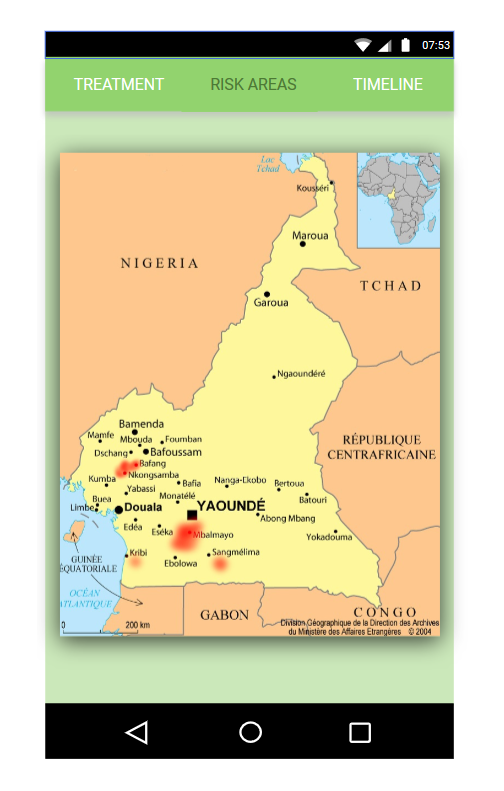 07:53
TREATMENT
RISK AREAS
TIMELINE
Lac
Tchad
Kousséri
Maroua
NIGERIA
TCHAD
Garoua
Ngaoundéré
Bamenda
Mamfe
Mbouda
Foumban
Dschang
Bafoussam
Bafang
RÉPUBLIQUE
CENTRAFRICAINE
Kumba
Nkongsamba
Yabassi
Bafia
Nanga-Eboko
Bertoua
Monatélé
Batouri
Buea
Limbe
Douala
YAOUNDÉ
Abong Mbang
Edéa
Eséka
Mbalmayo
Yokadouma
Kribi
Sangmélima
Ebolowa
GUINÉE
ÉQUATORIALE
OCÉAN
ATLANTIQUE
GABON
CONGO
0
200 km
Division Géographique de la Direction des Archives
du Ministère des Affaires Etrangères © 2004